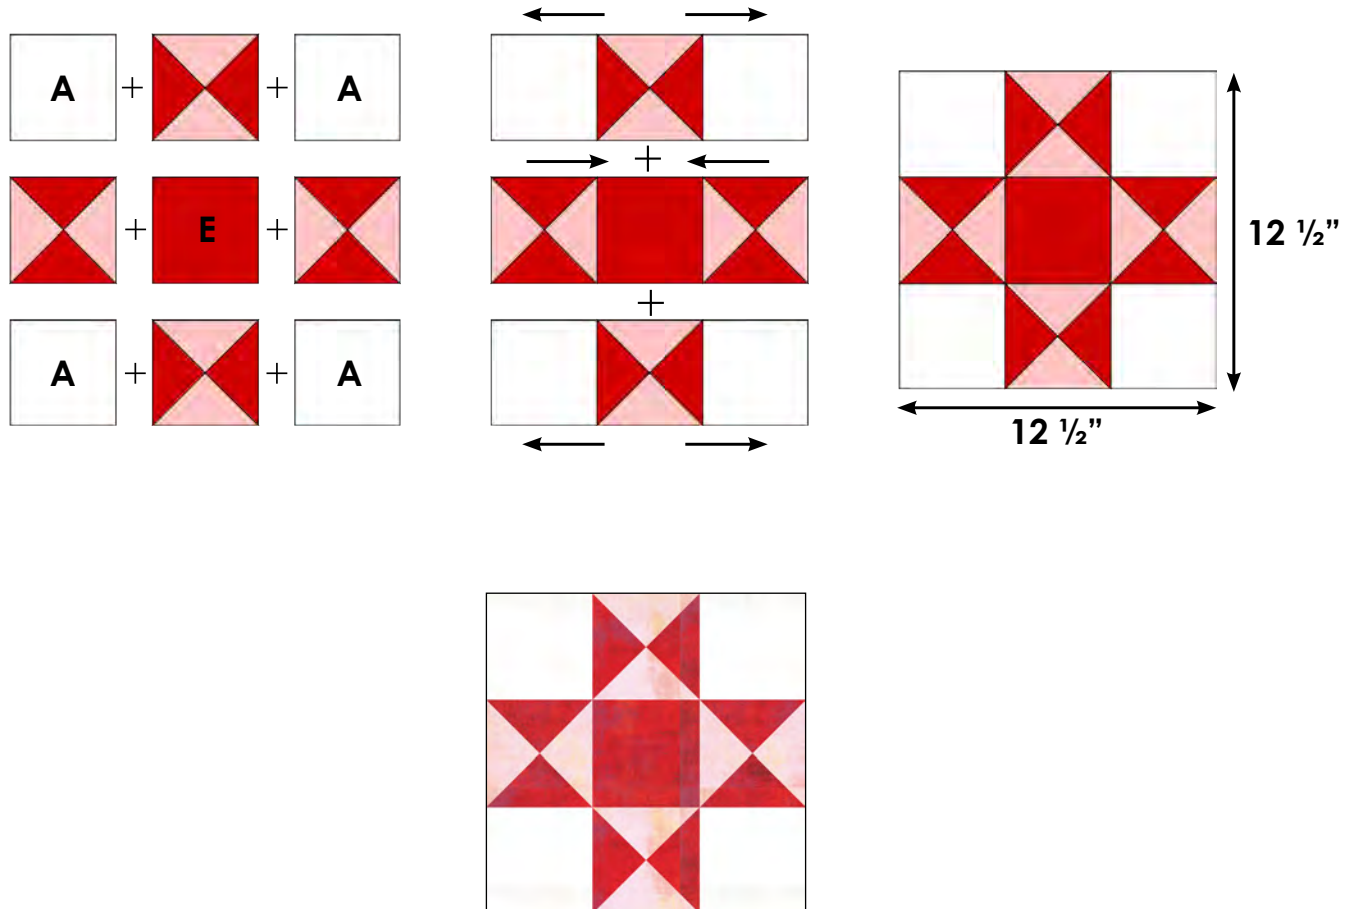 A + + A
+ E +
A + + A
+
+
12 ½”
12 ½”